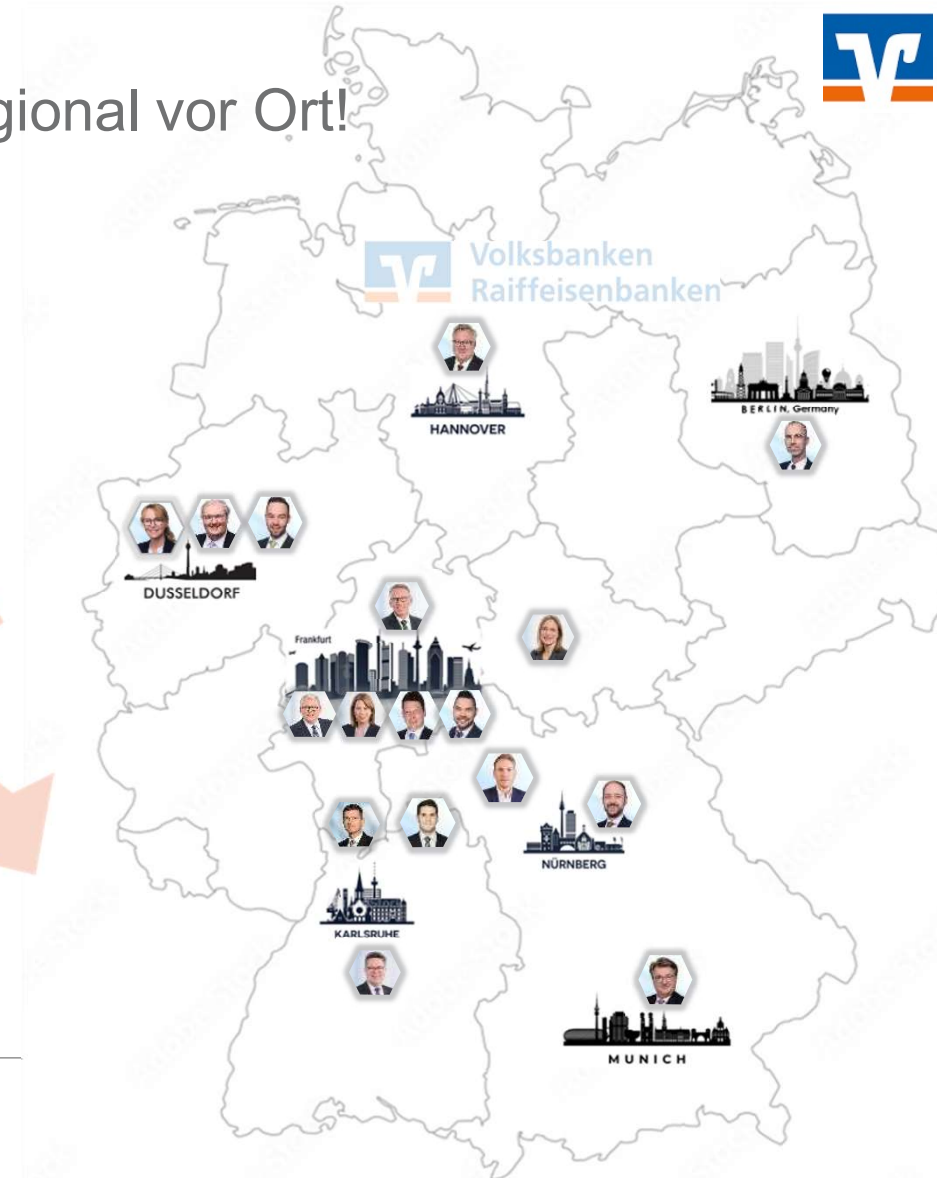 gional vor Ort!
Volksbanken
Raiffeisenbanken
HANNOVER
BERLIN, Germany
DUSSELDORF
Frankfurt
NÜRNBERG
KARLSRUHE
MUNICH